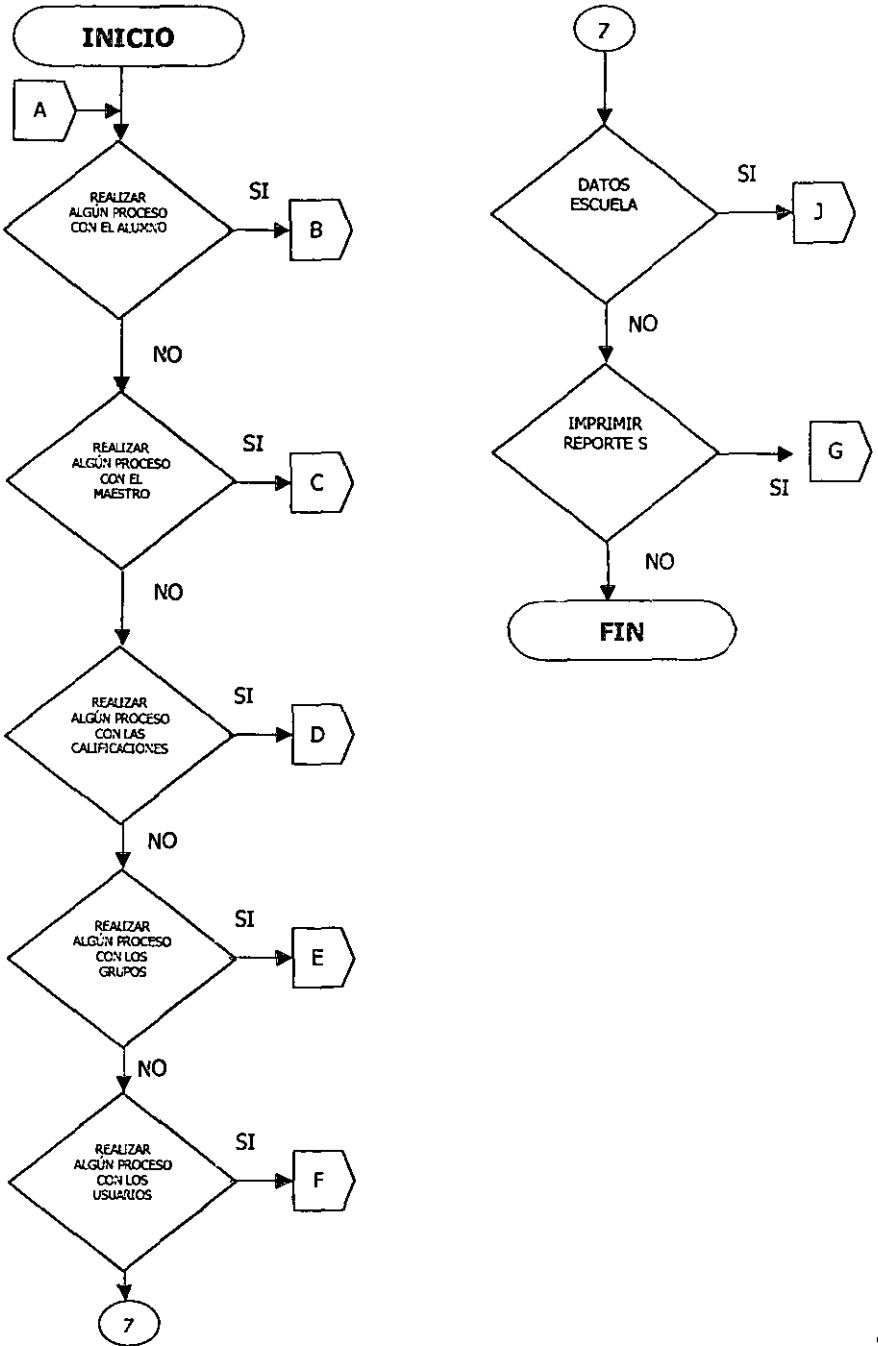 INICIO
A
REALIZAR
ALGÚN PROCESO
CON EL ALUMNO
SI
B
NO
REALIZAR
ALGÚN PROCESO
CON EL
MAESTRO
SI
C
NO
REALIZAR
ALGÚN PROCESO
CON LAS
CALIFICACIONES
SI
D
NO
REALIZAR
ALGÚN PROCESO
CON LOS
GRUPOS
SI
E
NO
REALIZAR
ALGÚN PROCESO
CON LOS
USUARIOS
SI
F
7
7
DATOS
ESCUELA
SI
J
NO
IMPRIMIR
REPORTE S
SI
G
NO
FIN